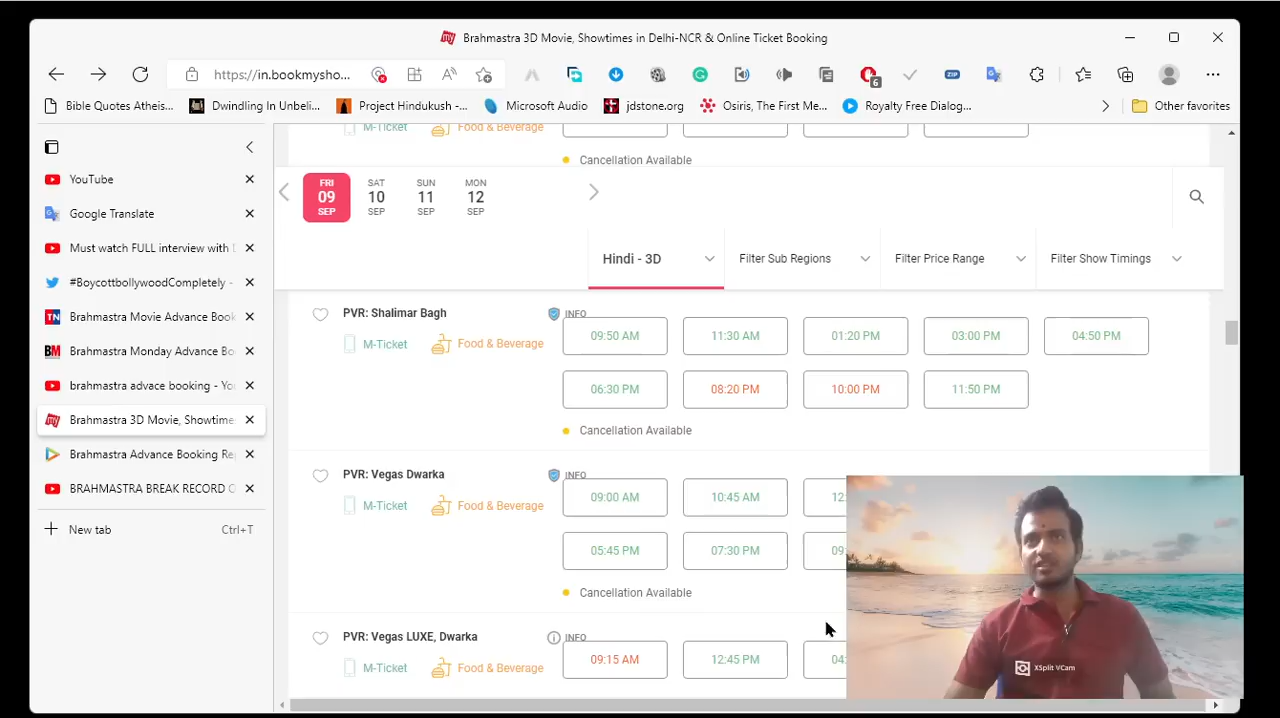 Brahmastra 3D Movie, Showtimes in Delhi-NCR & Online Ticket Booking
https://in.bookmysho...
6
ZIP
Bible Quotes Atheis...
Dwindling In Unbeli...
Project Hindukush -...
Microsoft Audio
jdstone.org
Osiris, The First Me...
Royalty Free Dialog...
Other favorites
YouTube
Google Translate
Must watch FULL interview with
#BoycottbollywoodCompletely -
Brahmastra Movie Advance Book
Brahmastra Monday Advance Bo
brahmastra advace booking - Yo
Brahmastra 3D Movie, Showtime
Brahmastra Advance Booking Re
BRAHMASTRA BREAK RECORD
New tab
Ctrl+T
M-Ticket
Food & Beverage
Cancellation Available
FRI
09
SEP
SAT
10
SEP
SUN
11
SEP
MON
12
SEP
Hindi - 3D
Filter Sub Regions
Filter Price Range
Filter Show Timings
PVR: Shalimar Bagh
INFO
M-Ticket
Food & Beverage
09:50 AM
11:30 AM
01:20 PM
03:00 PM
04:50 PM
06:30 PM
08:20 PM
10:00 PM
11:50 PM
Cancellation Available
PVR: Vegas Dwarka
INFO
M-Ticket
Food & Beverage
09:00 AM
10:45 AM
12:
05:45 PM
07:30 PM
09:
Cancellation Available
PVR: Vegas LUXE, Dwarka
INFO
M-Ticket
Food & Beverage
09:15 AM
12:45 PM
04:
XSplit VCam